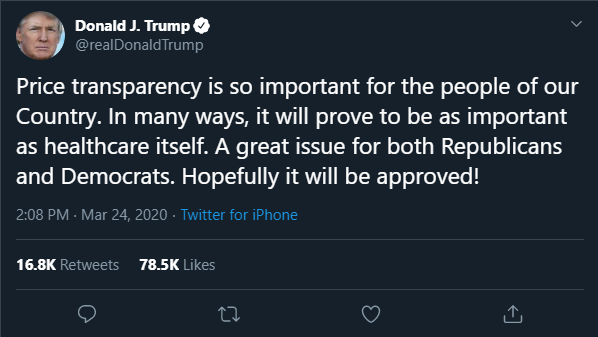 Donald J. Trump
@realDonaldTrump
Price transparency is so important for the people of our
Country. In many ways, it will prove to be as important
as healthcare itself. A great issue for both Republicans
and Democrats. Hopefully it will be approved!
2:08 PM · Mar 24, 2020 · Twitter for iPhone
16.8K Retweets 78.5K Likes